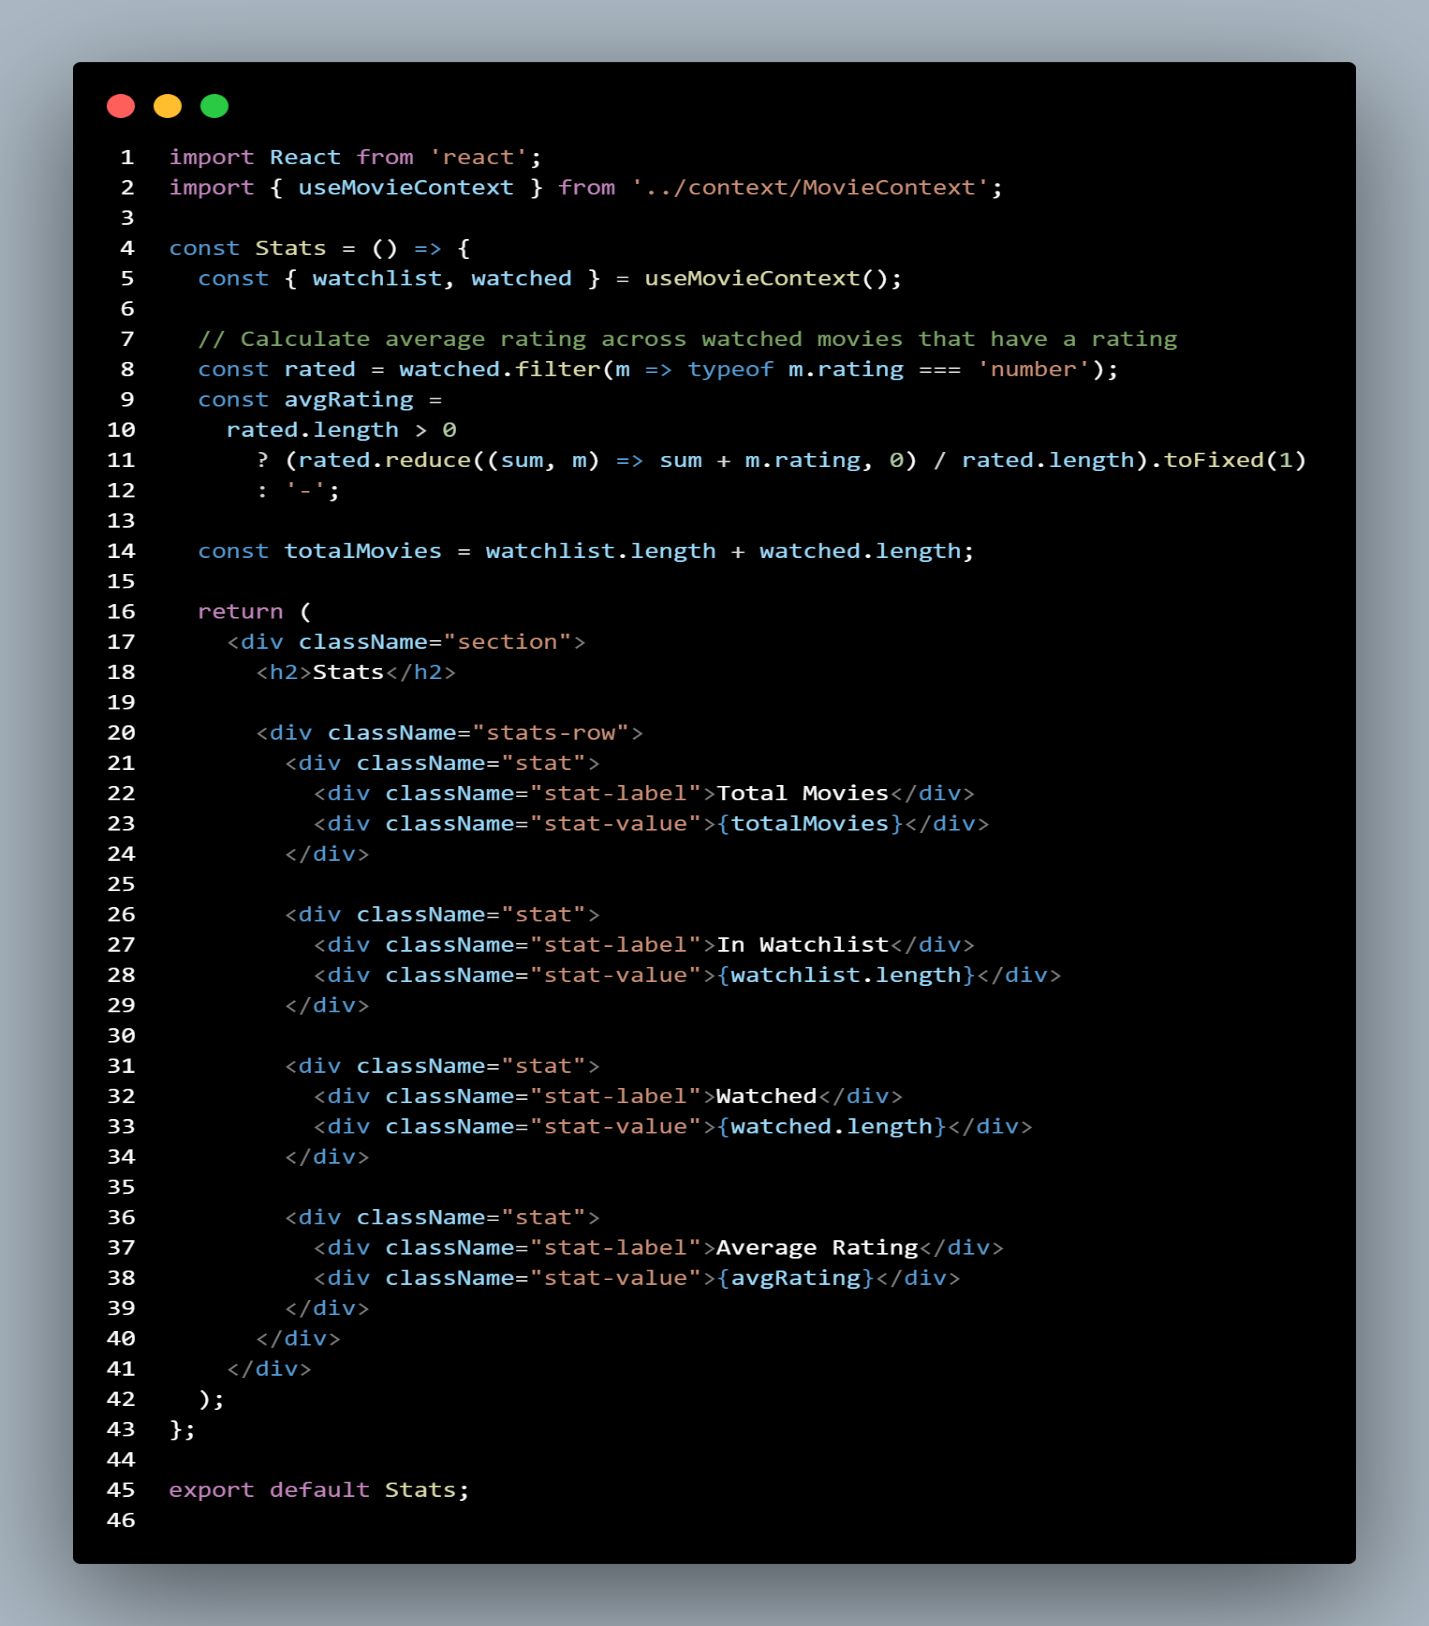 1 import React from 'react';
2 import { useMovieContext } from '../context/MovieContext';
3
4 const Stats = () => {
5   const { watchlist, watched } = useMovieContext();
6
7   // Calculate average rating across watched movies that have a rating
8   const rated = watched.filter(m => typeof m.rating === 'number');
9   const avgRating =
10     rated.length > 0
11       ? (rated.reduce((sum, m) => sum + m.rating, 0) / rated.length).toFixed(1)
12       : '-';
13
14   const totalMovies = watchlist.length + watched.length;
15
16   return (
17     <div className="section">
18       <h2>Stats</h2>
19
20       <div className="stats-row">
21         <div className="stat">
22           <div className="stat-label">Total Movies</div>
23           <div className="stat-value">{totalMovies}</div>
24         </div>
25
26         <div className="stat">
27           <div className="stat-label">In Watchlist</div>
28           <div className="stat-value">{watchlist.length}</div>
29         </div>
30
31         <div className="stat">
32           <div className="stat-label">Watched</div>
33           <div className="stat-value">{watched.length}</div>
34         </div>
35
36         <div className="stat">
37           <div className="stat-label">Average Rating</div>
38           <div className="stat-value">{avgRating}</div>
39         </div>
40       </div>
41     </div>
42   );
43 };
44
45 export default Stats;
46